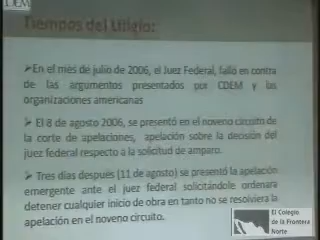 CDEM
Tiempos del Litigio:
➢En el mes de julio de 2006, el Juez Federal, falló en contra
de las argumentos presentados por CDEM y las
organizaciones americanas
➢ El 8 de agosto 2006, se presentó en el noveno circuito de
la corte de apelaciones, apelación sobre la decisión del
juez federal respecto a la solicitud de amparo.
➢ Tres días después (11 de agosto) se presentó la apelación
emergente ante el juez federal solicitándole ordenara
detener cualquier inicio de obra en tanto no se resolviera la
apelación en el noveno circuito.
El Colegio
de la Frontera
Norte